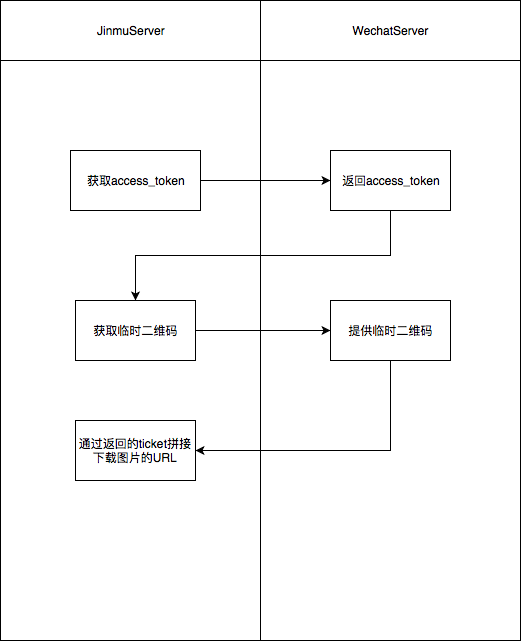 JinmuServer
WechatServer
获取access_token
返回access_token
获取临时二维码
提供临时二维码
通过返回的ticket拼接
下载图片的URL